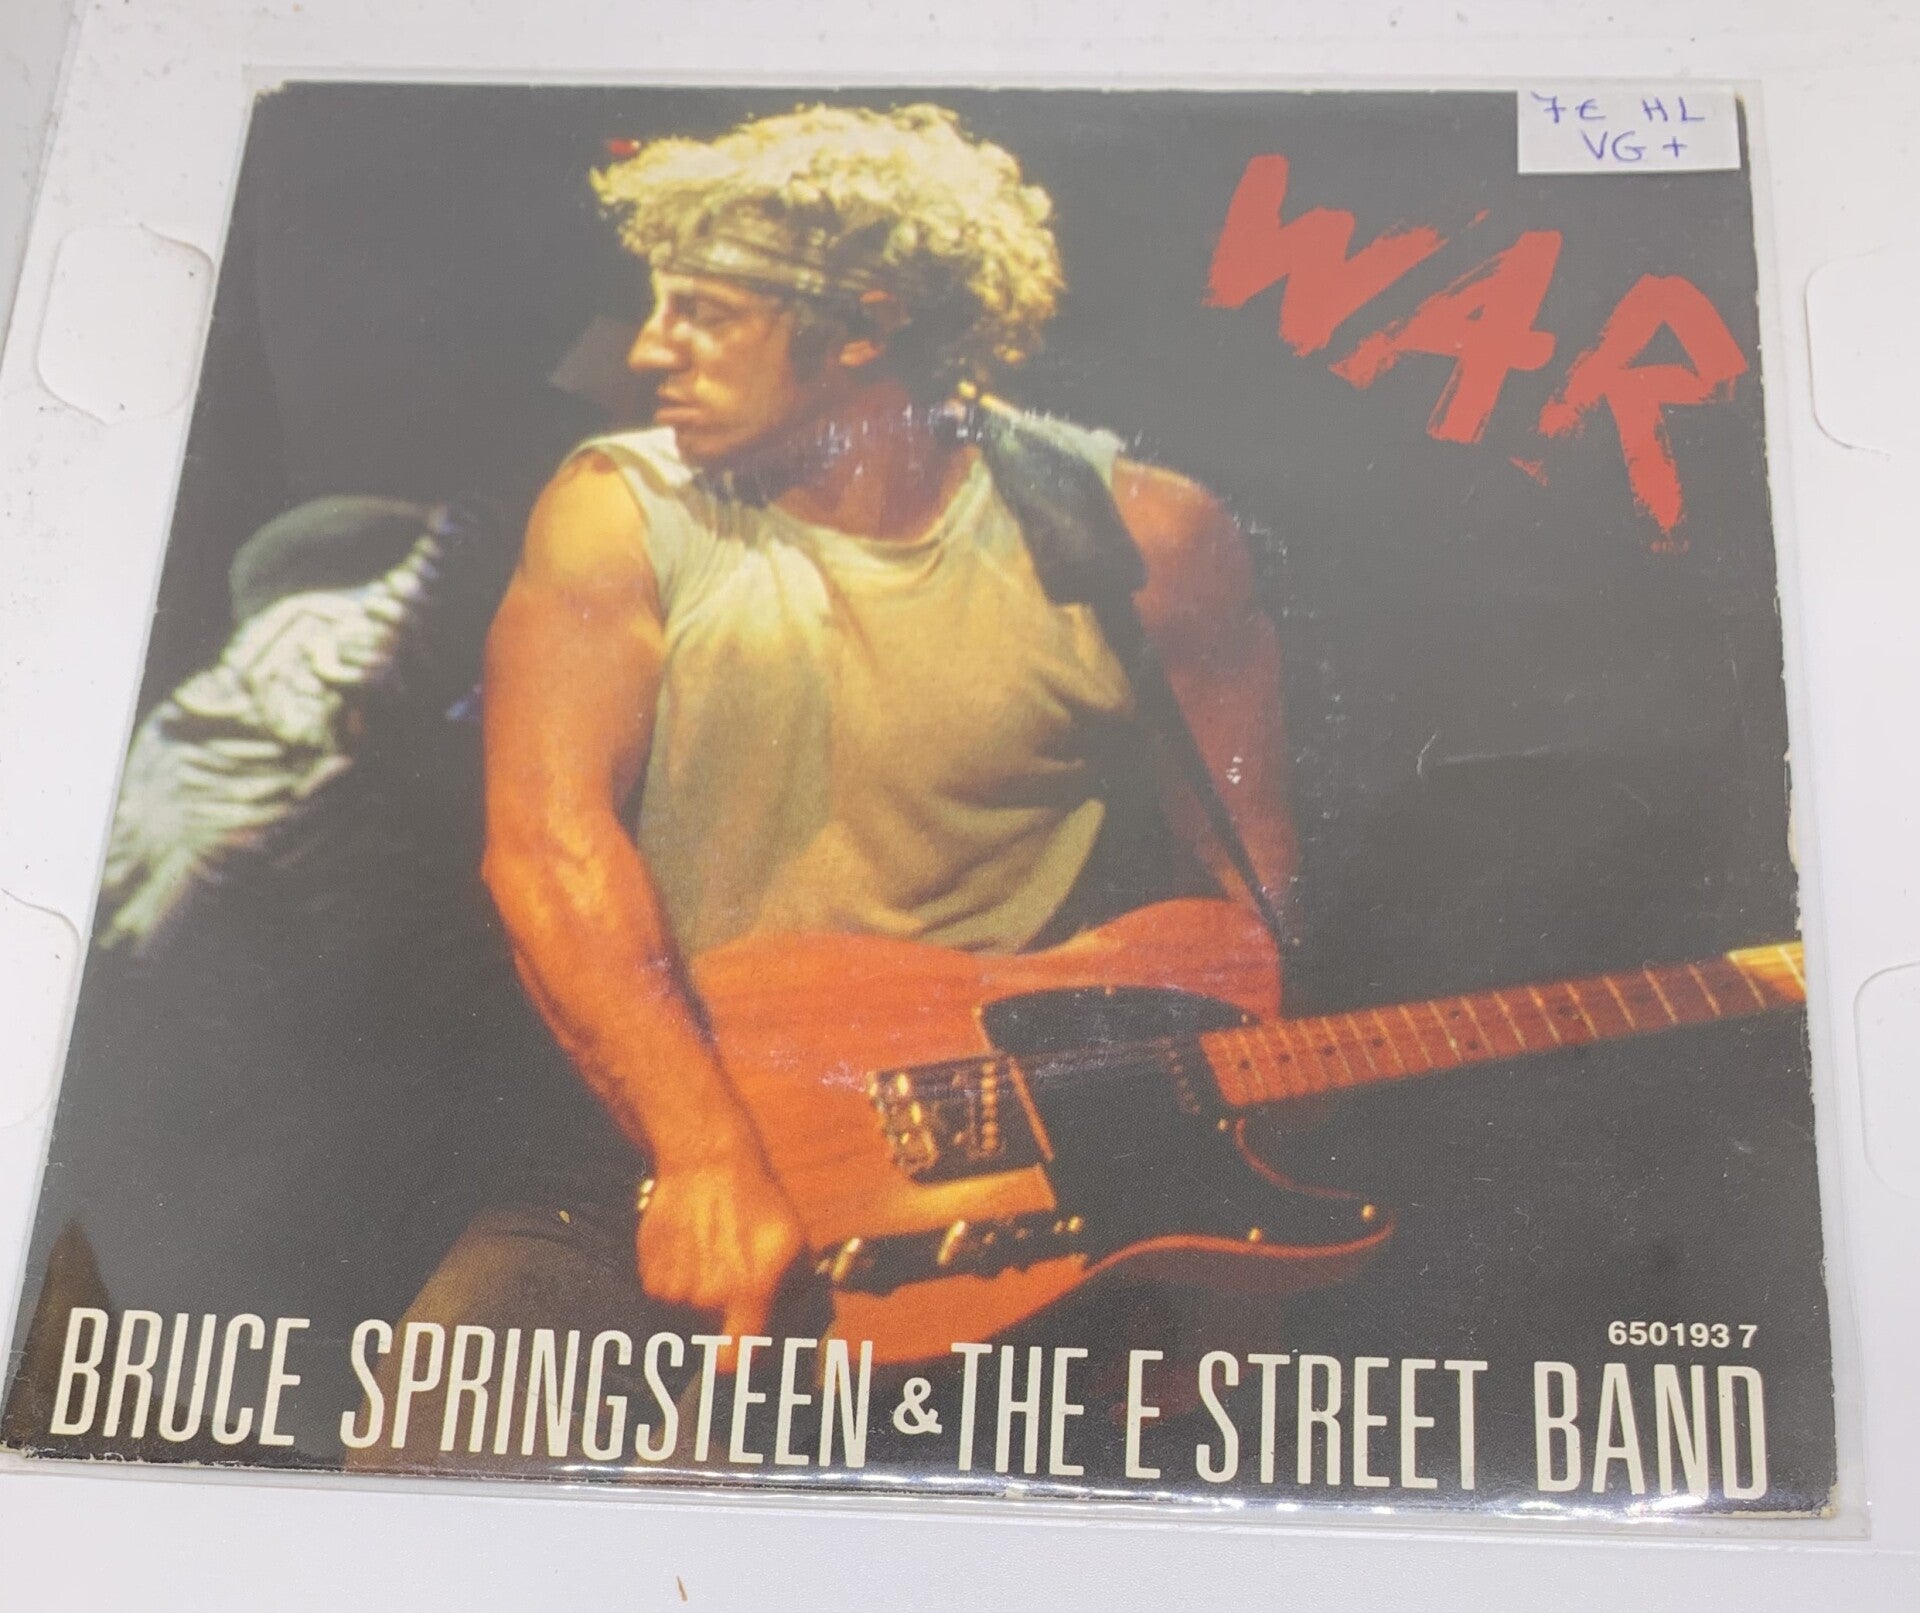 7€ HL
VG +
WAR
650193 7
BRUCE SPRINGSTEEN & THE E STREET BAND